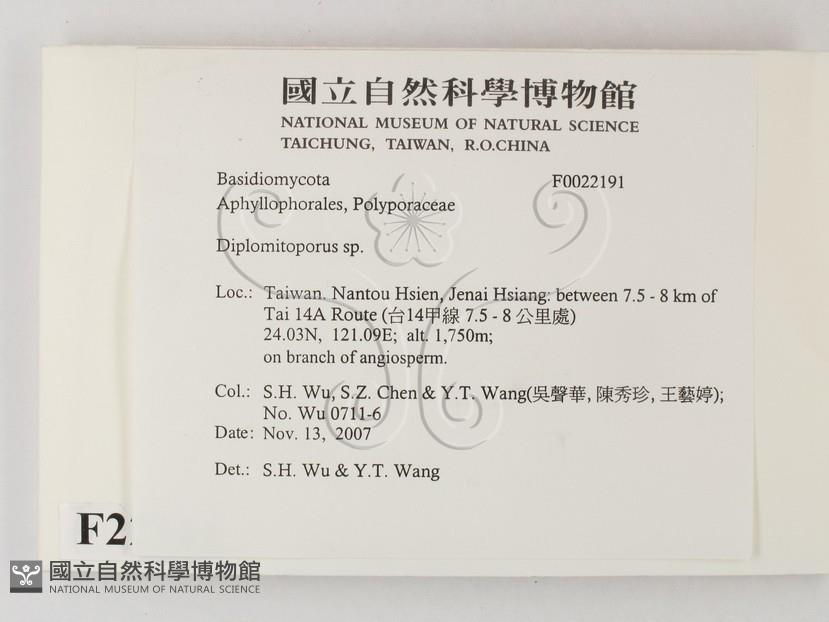 國立自然科學博物館
NATIONAL MUSEUM OF NATURAL SCIENCE
TAICHUNG, TAIWAN, R.O.CHINA
Basidiomycota F0022191
Aphyllophorales, Polyporaceae
Diplomitoporus sp.
Loc.: Taiwan. Nantou Hsien, Jenai Hsiang: between 7.5 - 8 km of
Tai 14A Route (台14甲線 7.5 - 8 公里處)
24.03N, 121.09E; alt. 1,750m;
on branch of angiosperm.
Col.: S.H. Wu, S.Z. Chen & Y.T. Wang(吳聲華, 陳秀珍, 王藝婷);
No. Wu 0711-6
Date: Nov. 13, 2007
Det.: S.H. Wu & Y.T. Wang
國立自然科學博物館
NATIONAL MUSEUM OF NATURAL SCIENCE